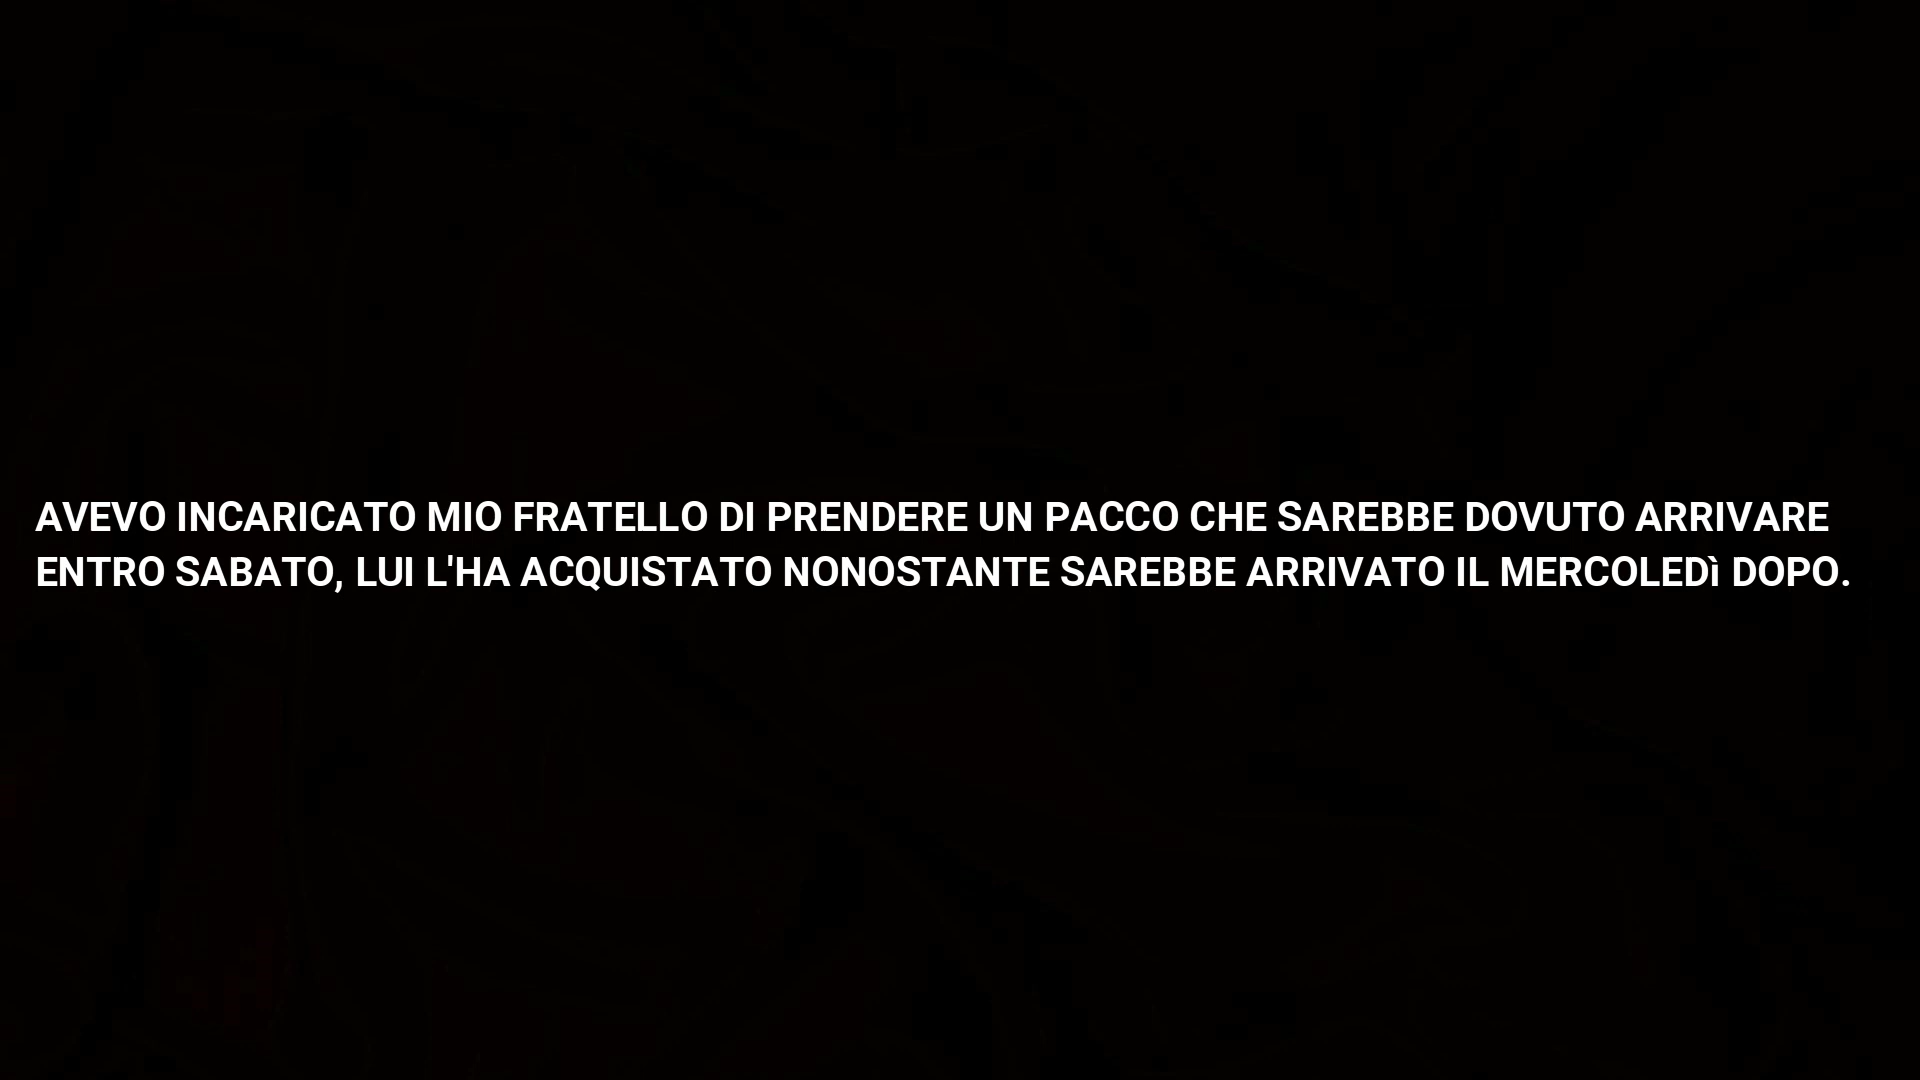 AVEVO INCARICATO MIO FRATELLO DI PRENDERE UN PACCO CHE SAREBBE DOVUTO ARRIVARE
ENTRO SABATO, LUI L'HA ACQUISTATO NONOSTANTE SAREBBE ARRIVATO IL MERCOLEDì DOPO.